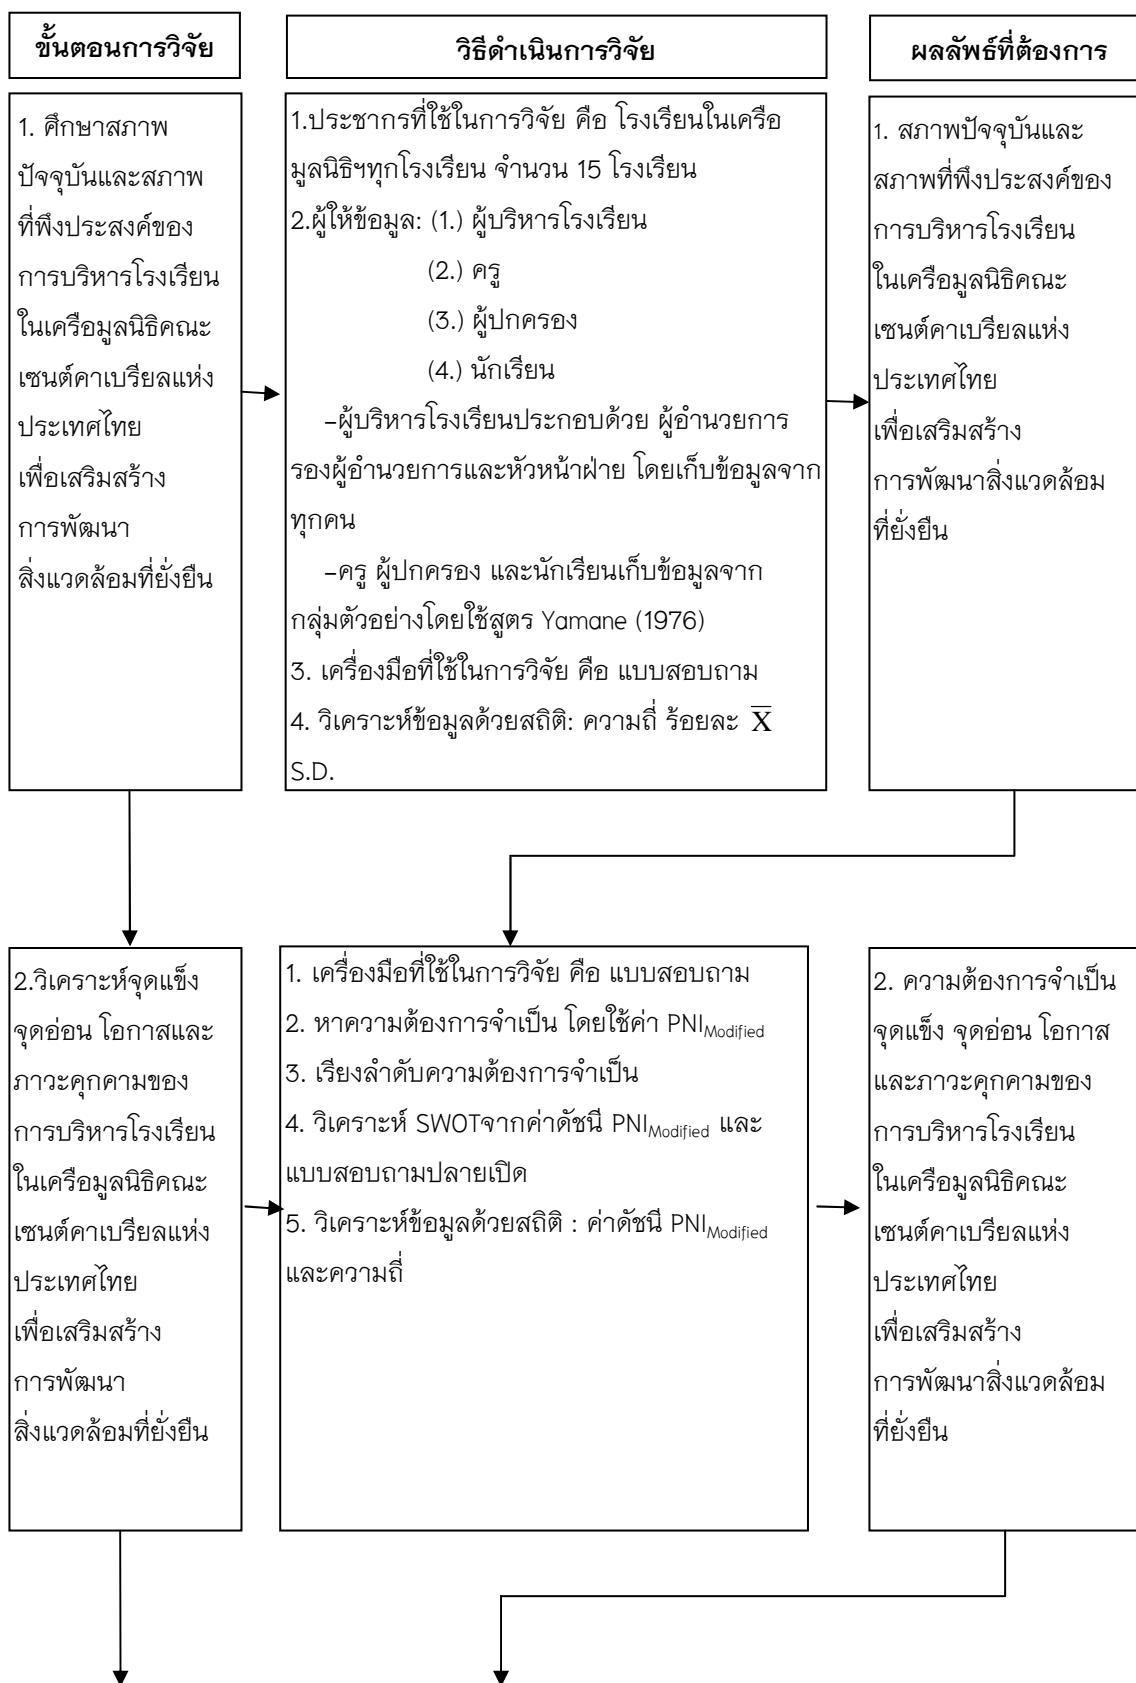 ขั้นตอนการวิจัย
วิธีดำเนินการวิจัย
ผลลัพธ์ที่ต้องการ
1. ศึกษาสภาพ
ปัจจุบันและสภาพ
ที่พึงประสงค์ของ
การบริหารโรงเรียน
ในเครือมูลนิธิคณะ
เซนต์คาเบรียลแห่ง
ประเทศไทย
เพื่อเสริมสร้าง
การพัฒนา
สิ่งแวดล้อมที่ยั่งยืน
1.ประชากรที่ใช้ในการวิจัย คือ โรงเรียนในเครือ
มูลนิธิฯทุกโรงเรียน จำนวน 15 โรงเรียน
2.ผู้ให้ข้อมูล: (1.) ผู้บริหารโรงเรียน
(2.) ครู
(3.) ผู้ปกครอง
(4.) นักเรียน
-ผู้บริหารโรงเรียนประกอบด้วย ผู้อำนวยการ
รองผู้อำนวยการและหัวหน้าฝ่าย โดยเก็บข้อมูลจาก
ทุกคน
-ครู ผู้ปกครอง และนักเรียนเก็บข้อมูลจาก
กลุ่มตัวอย่างโดยใช้สูตร Yamane (1976)
3. เครื่องมือที่ใช้ในการวิจัย คือ แบบสอบถาม
4. วิเคราะห์ข้อมูลด้วยสถิติ: ความถี่ ร้อยละ X̅
S.D.
1. สภาพปัจจุบันและ
สภาพที่พึงประสงค์ของ
การบริหารโรงเรียน
ในเครือมูลนิธิคณะ
เซนต์คาเบรียลแห่ง
ประเทศไทย
เพื่อเสริมสร้าง
การพัฒนาสิ่งแวดล้อม
ที่ยั่งยืน
2.วิเคราะห์จุดแข็ง
จุดอ่อน โอกาสและ
ภาวะคุกคามของ
การบริหารโรงเรียน
ในเครือมูลนิธิคณะ
เซนต์คาเบรียลแห่ง
ประเทศไทย
เพื่อเสริมสร้าง
การพัฒนา
สิ่งแวดล้อมที่ยั่งยืน
1. เครื่องมือที่ใช้ในการวิจัย คือ แบบสอบถาม
2. หาความต้องการจำเป็น โดยใช้ค่า PNIModified
3. เรียงลำดับความต้องการจำเป็น
4. วิเคราะห์ SWOTจากค่าดัชนี PNIModified และ
แบบสอบถามปลายเปิด
5. วิเคราะห์ข้อมูลด้วยสถิติ : ค่าดัชนี PNIModified
และความถี่
2. ความต้องการจำเป็น
จุดแข็ง จุดอ่อน โอกาส
และภาวะคุกคามของ
การบริหารโรงเรียน
ในเครือมูลนิธิคณะ
เซนต์คาเบรียลแห่ง
ประเทศไทย
เพื่อเสริมสร้าง
การพัฒนาสิ่งแวดล้อม
ที่ยั่งยืน